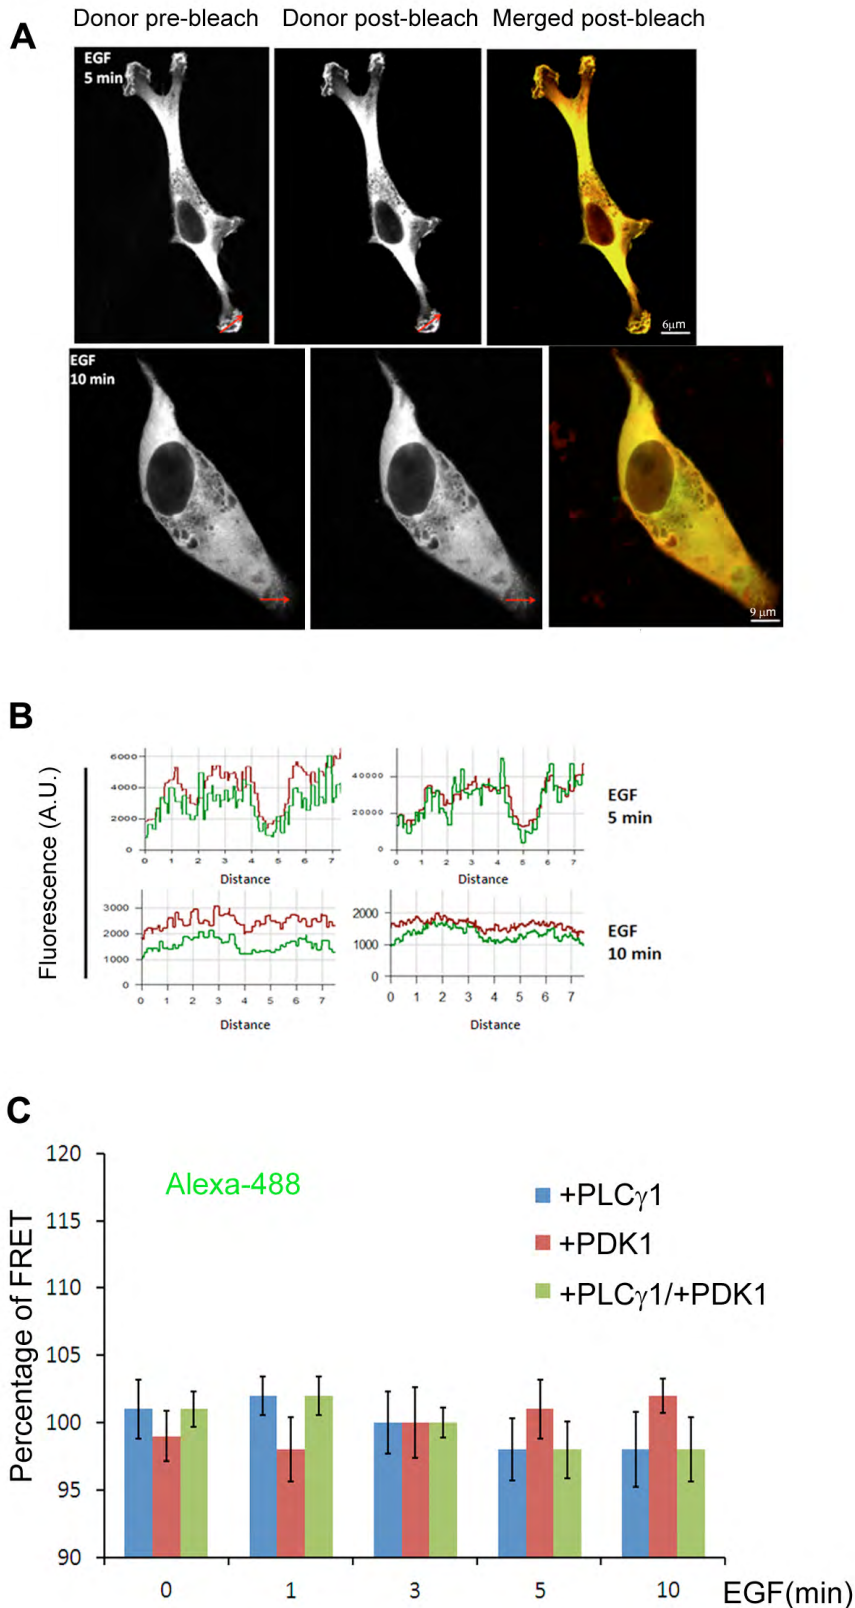 Donor pre-bleach Donor post-bleach Merged post-bleach
A
EGF
5 min
6µm
EGF
10 min
9 µm
B
Fluorescence (A.U.)
6000
4000
2000
0
0 1 2 3 4 5 6 7
Distance
40000
20000
0
0 1 2 3 4 5 6 7
Distance
EGF
5 min
3000
2000
1000
0
0 1 2 3 4 5 6 7
Distance
2000
1000
0
0 1 2 3 4 5 6 7
Distance
EGF
10 min
C
Percentage of FRET
120
115
110
105
100
95
90
Alexa-488
+PLCγ1
+PDK1
+PLCγ1/+PDK1
0 1 3 5 10 EGF(min)